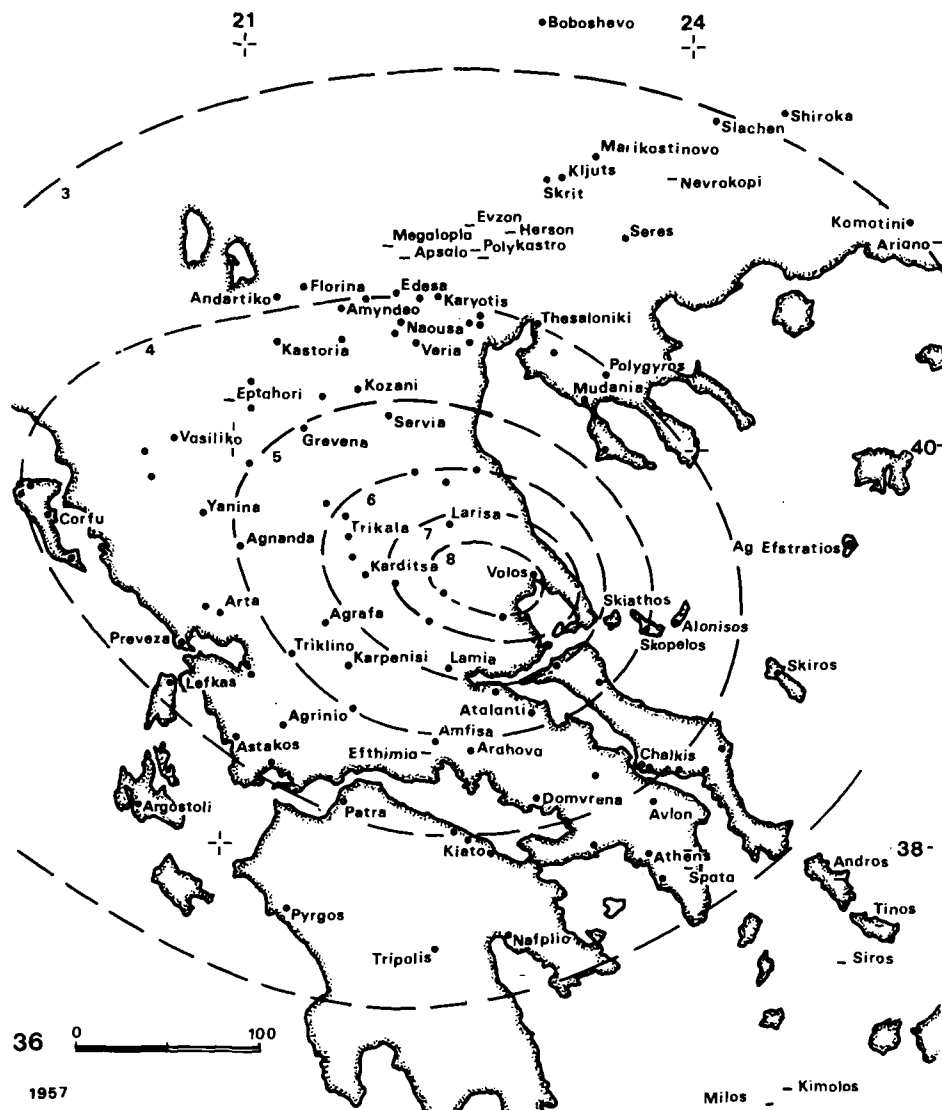 21
24
Boboshevo
Slachen
Shiroka
Marikostinovo
Kljuts
Skrit
Nevrokopi
3
Evzon
Komotini
Megalopla
Herson
Seres
Apsalo
Polykastro
Ariano
Florina
Edesa
Andartiko
Karyotis
Amyndeo
Thesaloniki
Naousa
4
Kastoria
Veria
Polygyros
Eptahori
Kozani
Mudania
Servia
Vasiliko
Grevena
40
5
6
Yanina
Larisa
Corfu
Trikala
7
Agnanda
Ag Efstratios
8
Karditsa
Volos
Arta
Agrafa
Skiathos
Alonisos
Preveza
Triklino
Skopelos
Karpenisi
Lamia
Skiros
Lefkas
Atalanti
Agrinio
Amfisa
Astakos
Efthimia
Arahova
Chalkis
Argostoli
Patra
Domvrena
Avlon
Kiato
38
Athens
Andros
Spata
Pyrgos
Tinos
Nafplio
Tripolis
Siros
36
0
100
1957
Kimolos
Milos